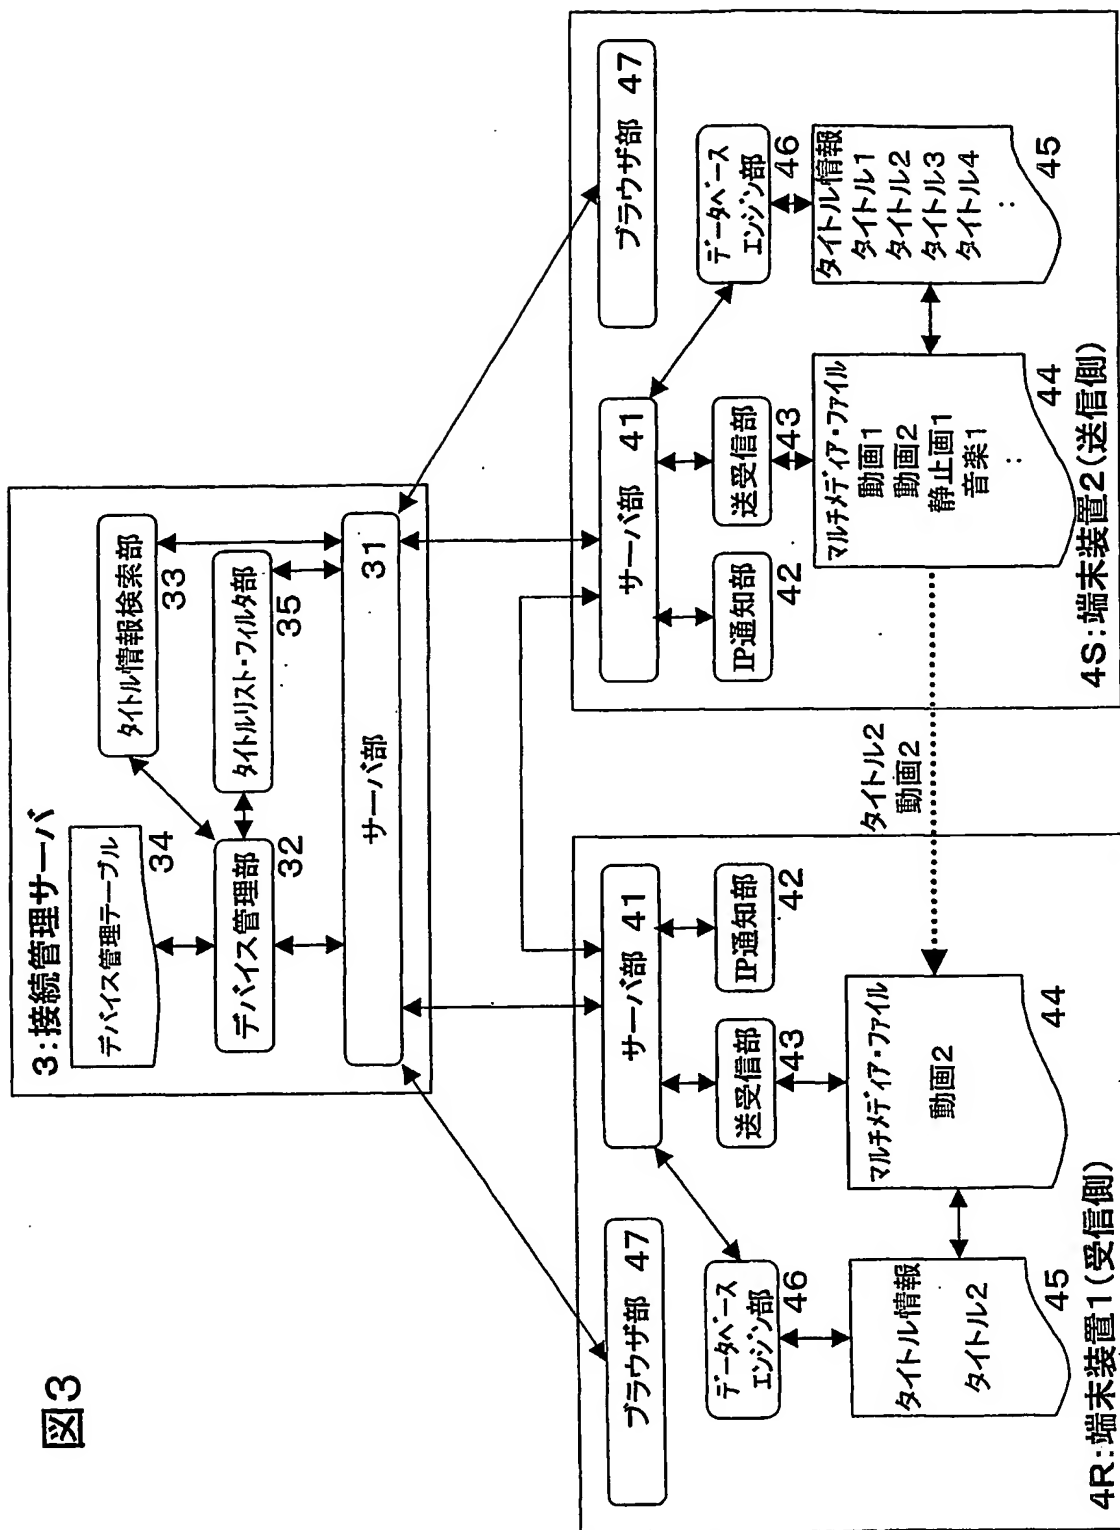 図3
3:接続管理サーバ
デバイス管理テーブル
34
デバイス管理部
32
タイトル情報検索部
33
タイトルリスト・フィルタ部
35
サーバ部 31
ブラウザ部 47
サーバ部 41
データベース
エンジン部
46
送受信部
43
IP通知部
42
タイトル情報
タイトル2
45
マルチメディア・ファイル
動画2
44
4R:端末装置1(受信側)
タイトル2
動画2
サーバ部 41
ブラウザ部 47
IP通知部
42
送受信部
43
データベース
エンジン部
46
マルチメディア・ファイル
動画1
動画2
静止画1
音楽1
:
44
タイトル情報
タイトル1
タイトル2
タイトル3
タイトル4
:
45
4S:端末装置2(送信側)